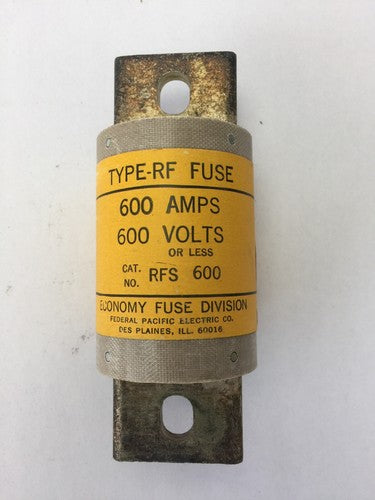 TYPE-RF FUSE
600 AMPS
600 VOLTS
OR LESS
CAT. NO. RFS 600
ECONOMY FUSE DIVISION
FEDERAL PACIFIC ELECTRIC CO.
DES PLAINES, ILL. 60016